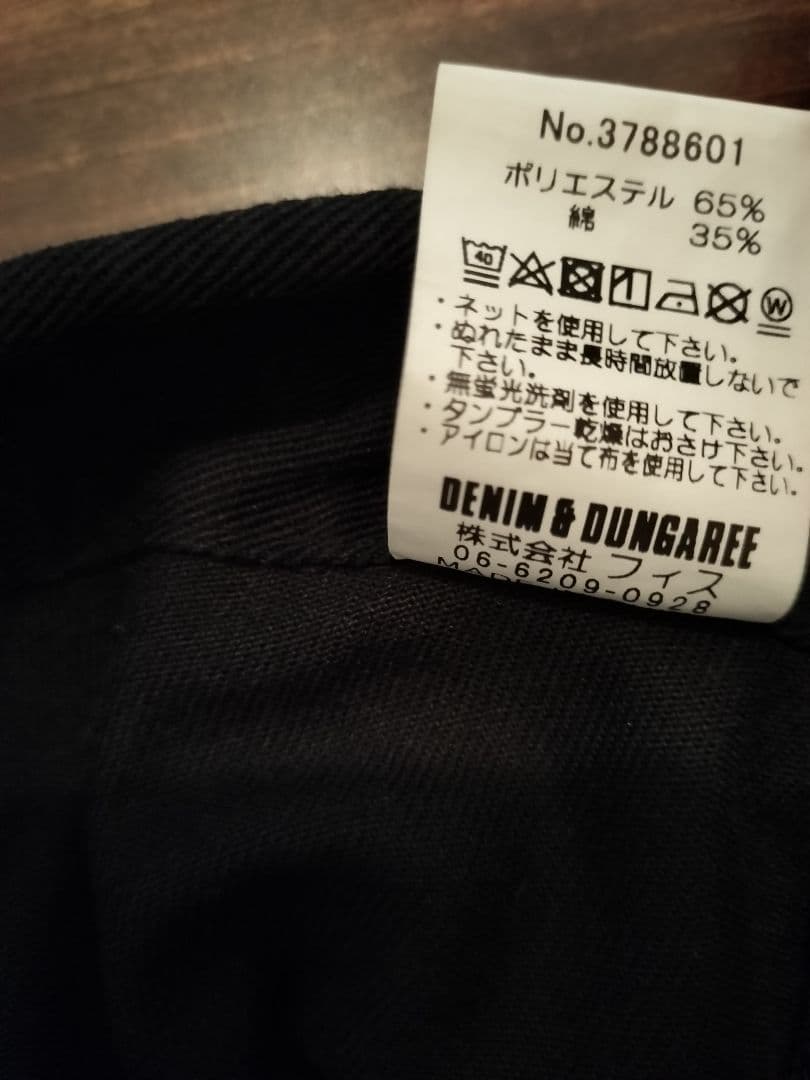 No.3788601
ポリエステル 65%
綿 35%
40
W
・ネットを使用して下さい。
・ぬれたまま長時間放置しないで
下さい。
・無蛍光洗剤を使用して下さい。
・タンブラー乾燥はおさけ下さい。
・アイロンは当て布を使用して下さい。
DENIM & DUNGAREE
株式会社 フィス
06-6209-0928